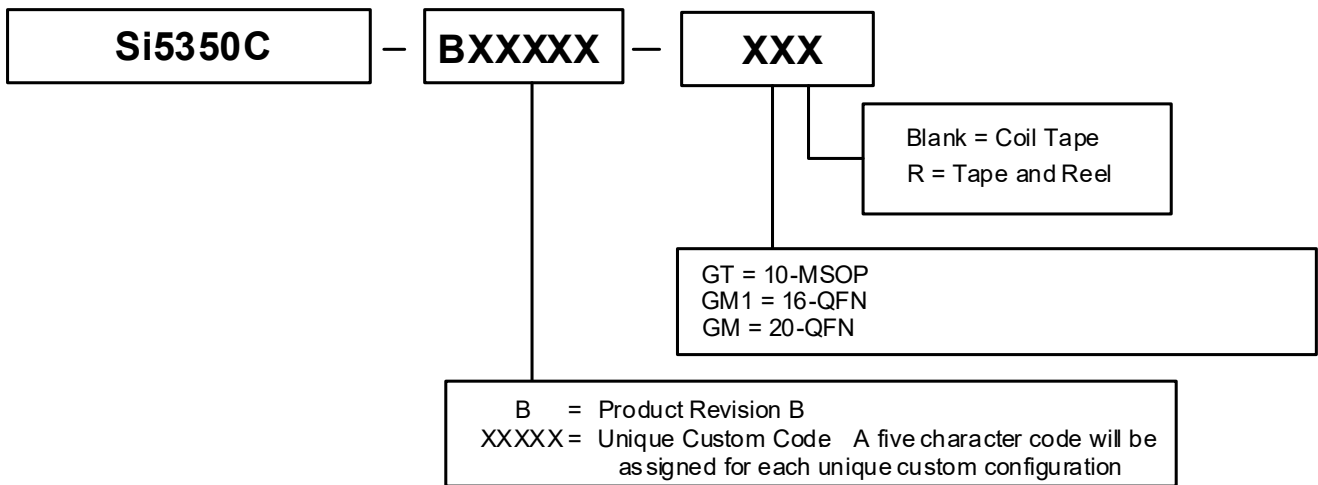 Si5350C – BXXXXX – XXX
Blank = Coil Tape
R = Tape and Reel
GT = 10-MSOP
GM1 = 16-QFN
GM = 20-QFN
B = Product Revision B
XXXXX = Unique Custom Code A five character code will be
assigned for each unique custom configuration